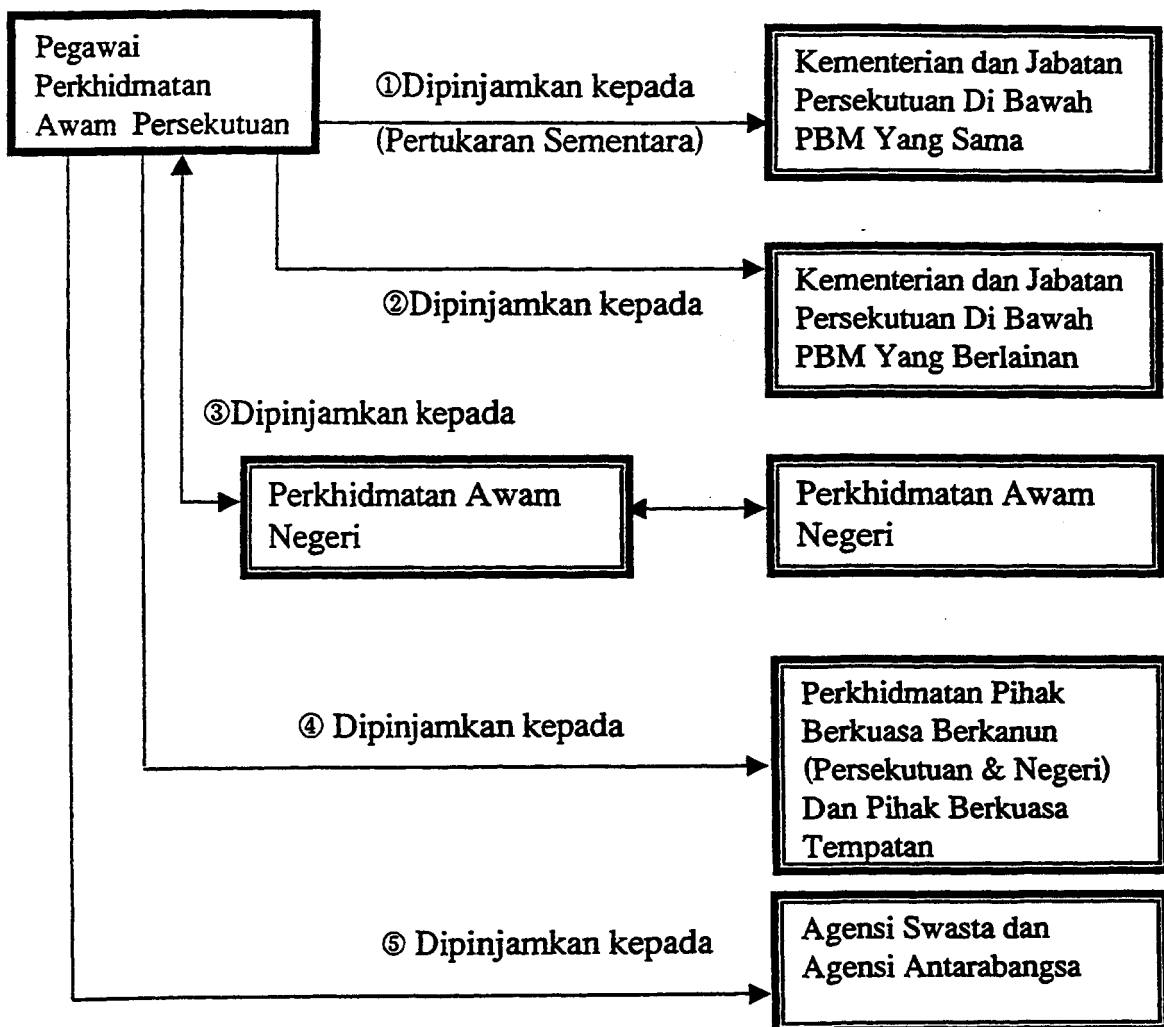 Pegawai
Perkhidmatan
Awam Persekutuan
①Dipinjamkan kepada
(Pertukaran Sementara)
Kementerian dan Jabatan
Persekutuan Di Bawah
PBM Yang Sama
②Dipinjamkan kepada
Kementerian dan Jabatan
Persekutuan Di Bawah
PBM Yang Berlainan
③Dipinjamkan kepada
Perkhidmatan Awam
Negeri
Perkhidmatan Awam
Negeri
④ Dipinjamkan kepada
Perkhidmatan Pihak
Berkuasa Berkanun
(Persekutuan & Negeri)
Dan Pihak Berkuasa
Tempatan
⑤ Dipinjamkan kepada
Agensi Swasta dan
Agensi Antarabangsa